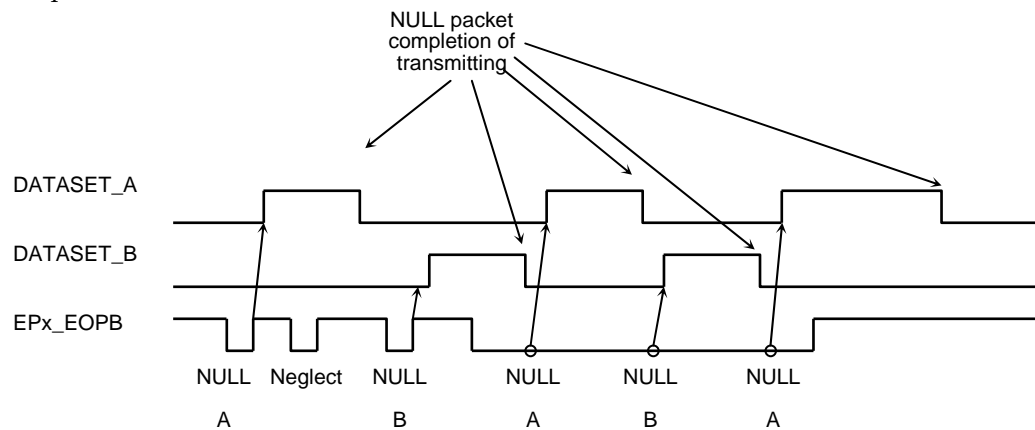 NULL packet
completion of
transmitting
DATASET_A
DATASET_B
EPx_EOPB
NULL Neglect NULL NULL NULL NULL
A B A B A